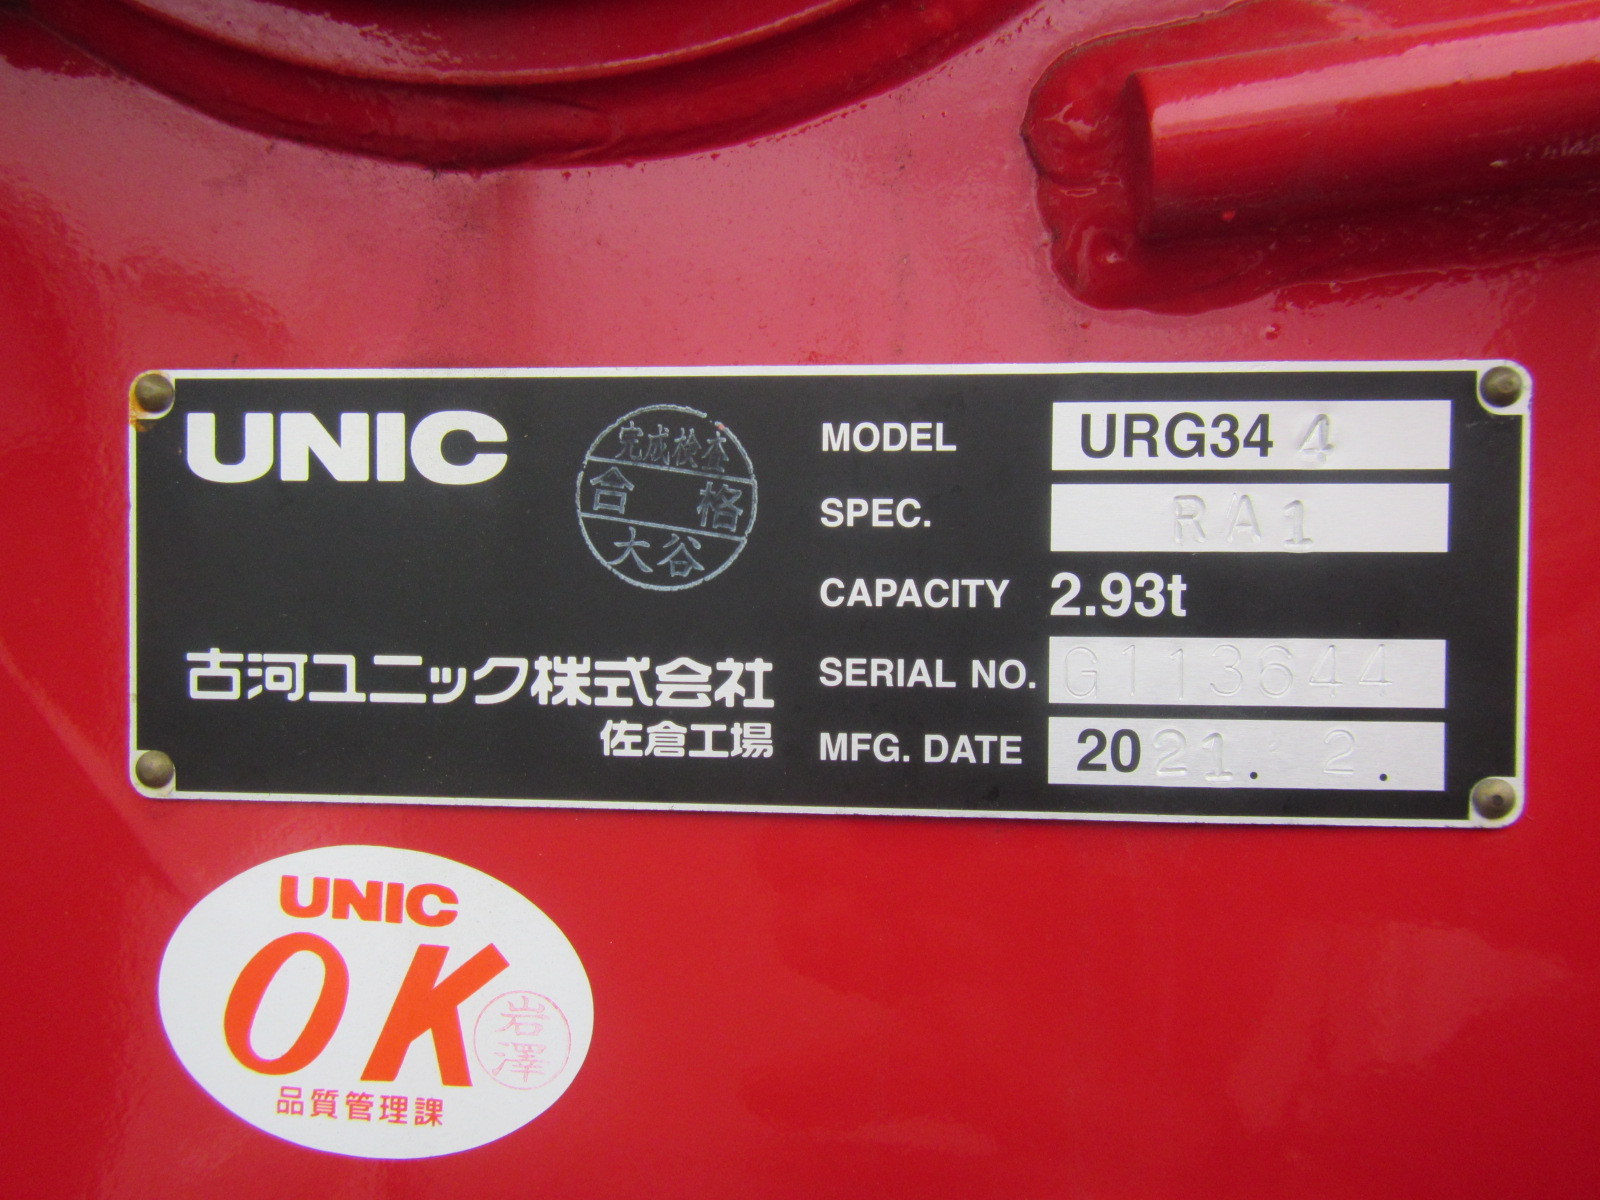 UNIC
完成検査
合格
大谷
古河ユニック株式会社
佐倉工場
MODEL URG34 4
SPEC. RA1
CAPACITY 2.93t
SERIAL NO. G113644
MFG. DATE 2021. 2.
UNIC
OK
岩澤
品質管理課